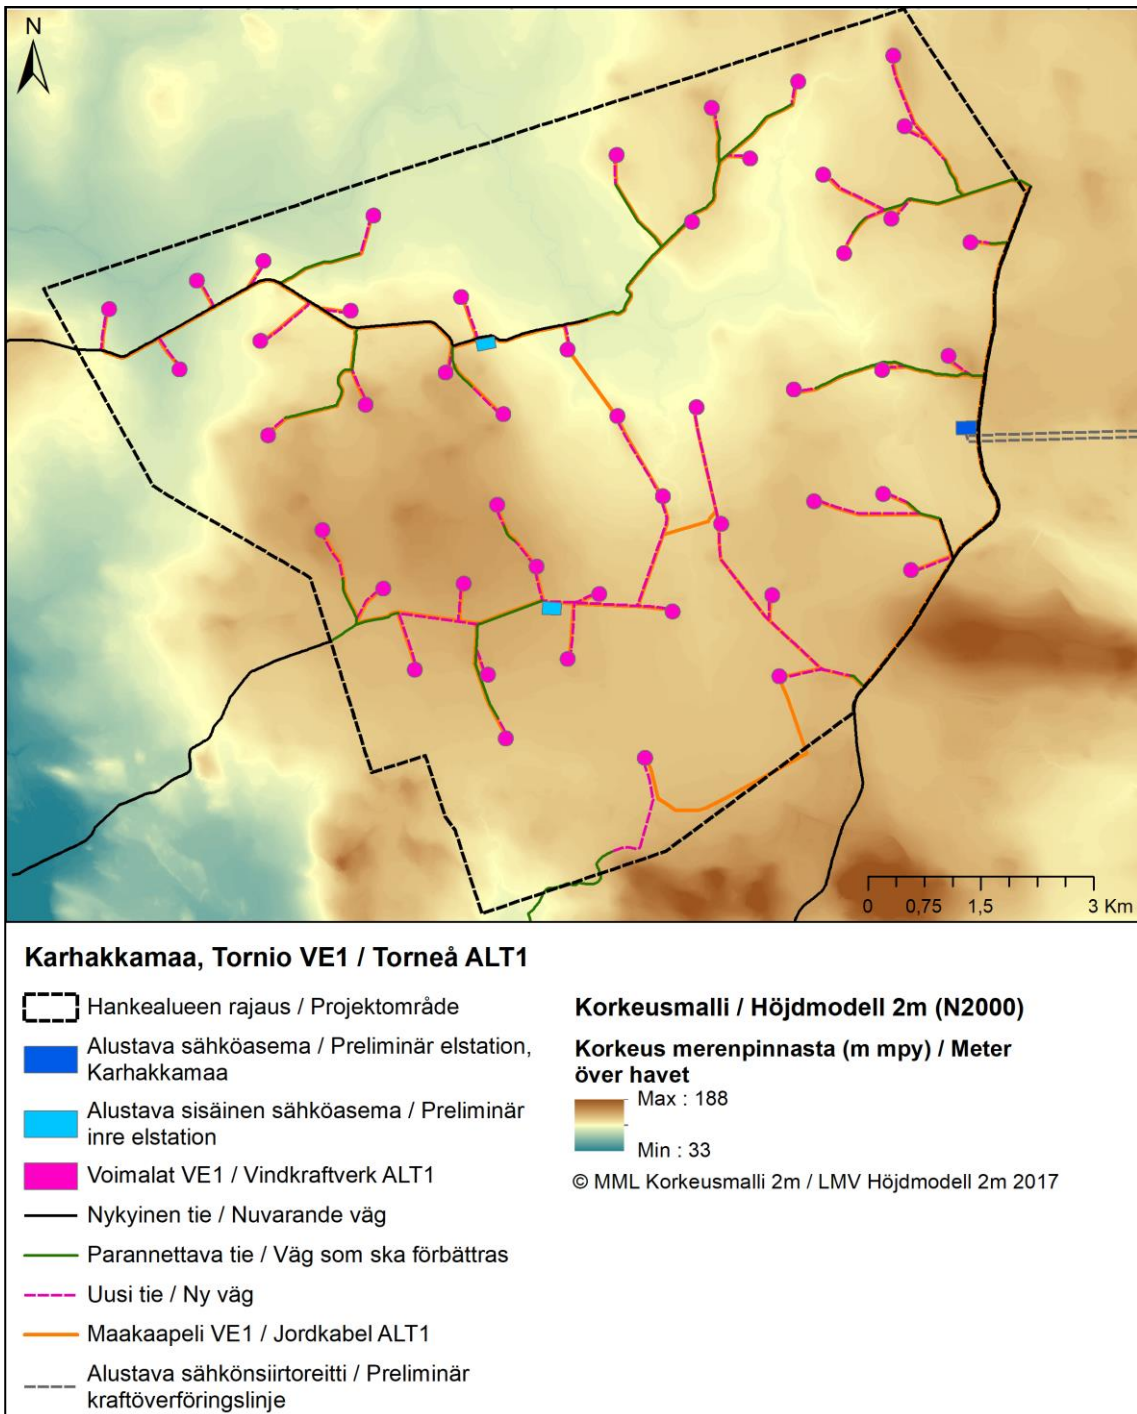 N
0 0,75 1,5 3 Km
Karhakkamaa, Tornio VE1 / Torneå ALT1
Hankealueen rajaus / Projektområde
Alustava sähköasema / Preliminär elstation,
Karhakkamaa
Alustava sisäinen sähköasema / Preliminär
inre elstation
Voimalat VE1 / Vindkraftverk ALT1
Nykyinen tie / Nuvarande väg
Parannettava tie / Väg som ska förbättras
Uusi tie / Ny väg
Maakaapeli VE1 / Jordkabel ALT1
Alustava sähkönsiirtoreitti / Preliminär
kraftöverföringslinje
Korkeusmalli / Höjdmodell 2m (N2000)
Korkeus merenpinnasta (m mpy) / Meter
över havet
Max : 188
Min : 33
© MML Korkeusmalli 2m / LMV Höjdmodell 2m 2017